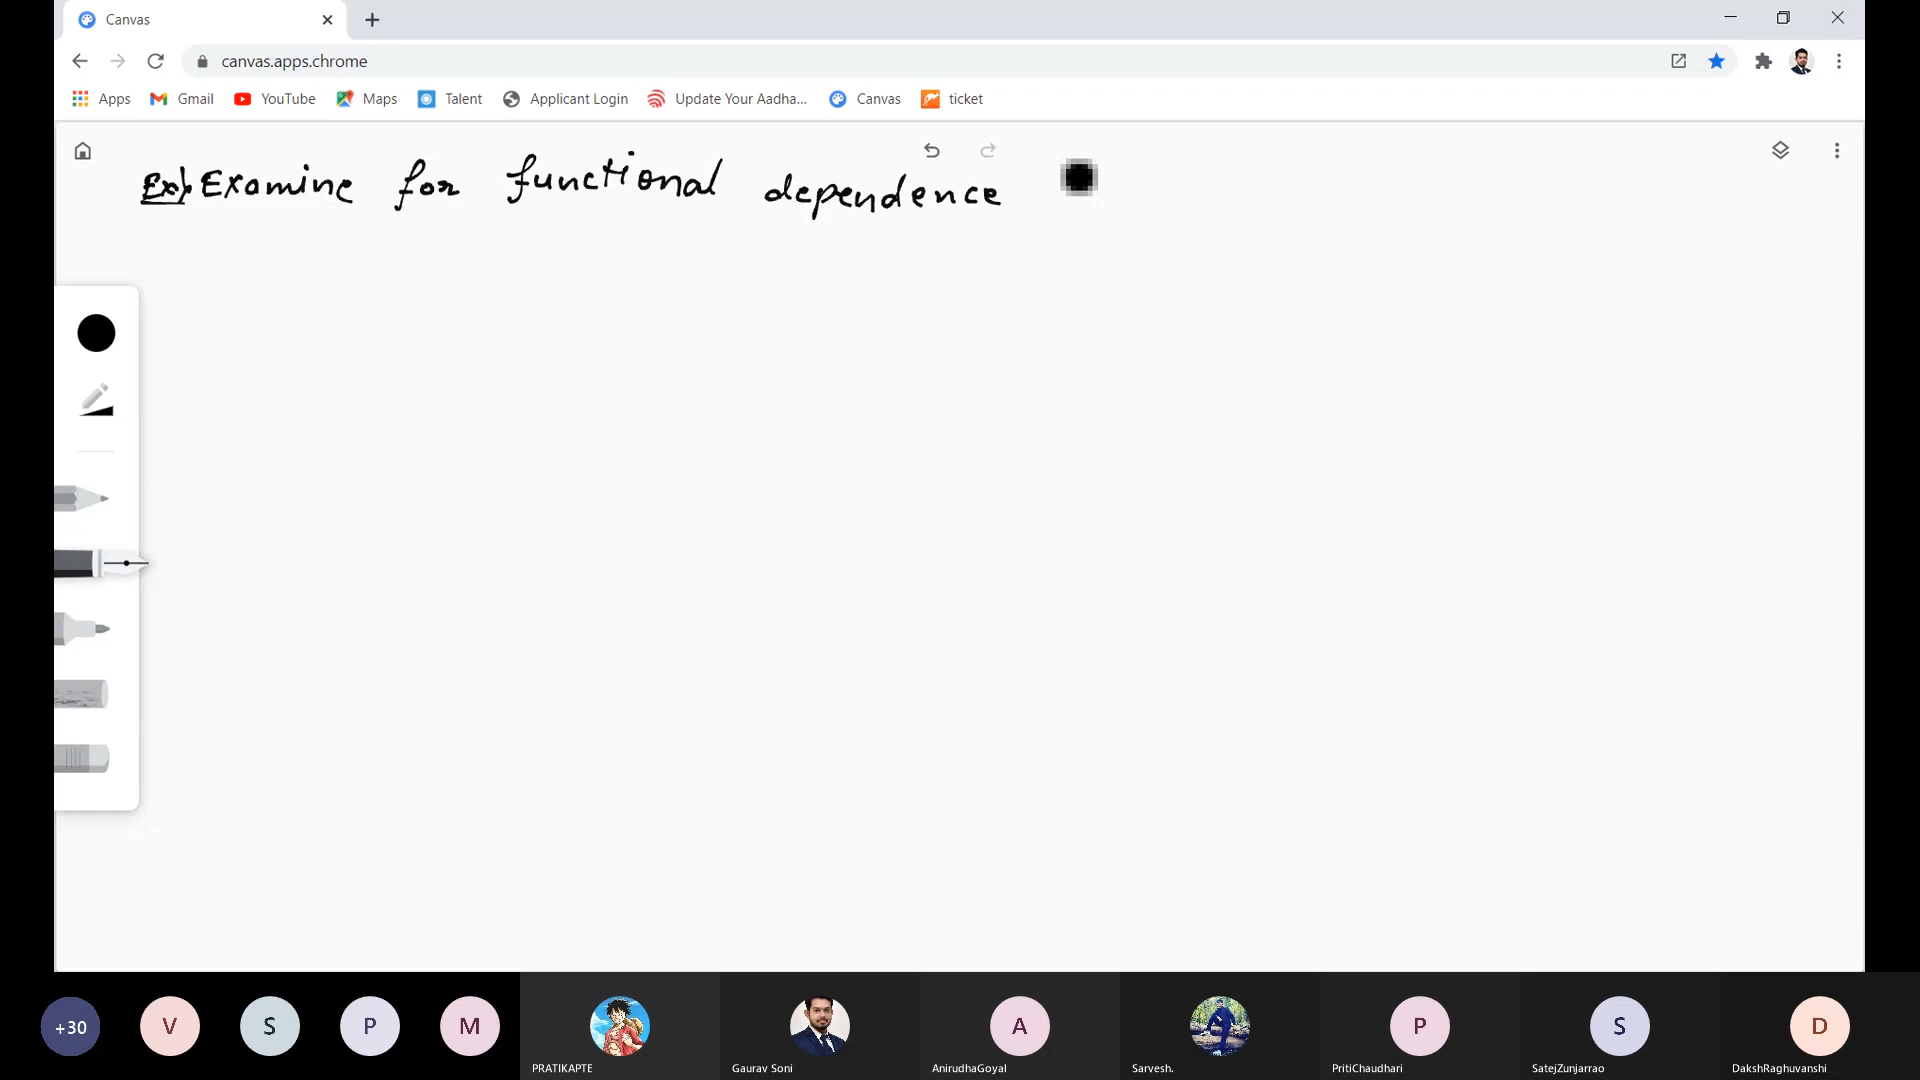 Canvas
canvas.apps.chrome
Apps Gmail YouTube Maps Talent Applicant Login Update Your Aadha... Canvas ticket
Ex) Examine for functional dependence
+30 V S P M A P S D
PRATIKAPTE Gaurav Soni AnirudhaGoyal Sarvesh. PritiChaudhari SatejZunjarrao DakshRaghuvanshi